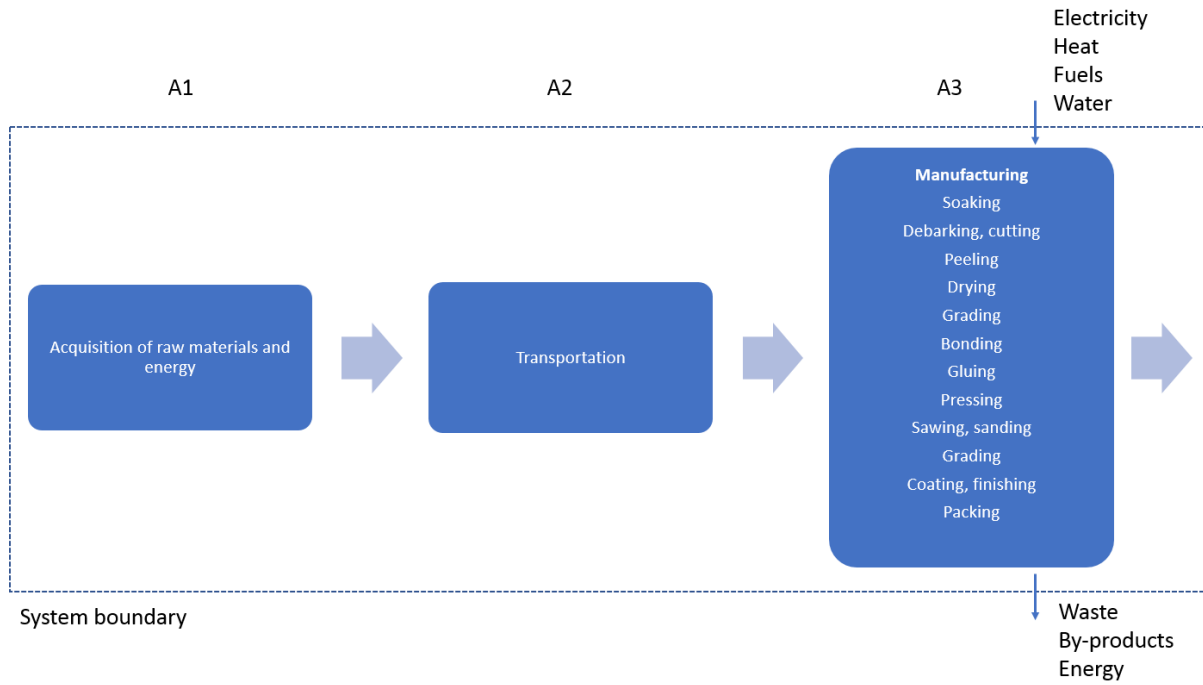 A1
A2
A3
Electricity
Heat
Fuels
Water
Acquisition of raw materials and
energy
Transportation
Manufacturing
Soaking
Debarking, cutting
Peeling
Drying
Grading
Bonding
Gluing
Pressing
Sawing, sanding
Grading
Coating, finishing
Packing
System boundary
Waste
By-products
Energy